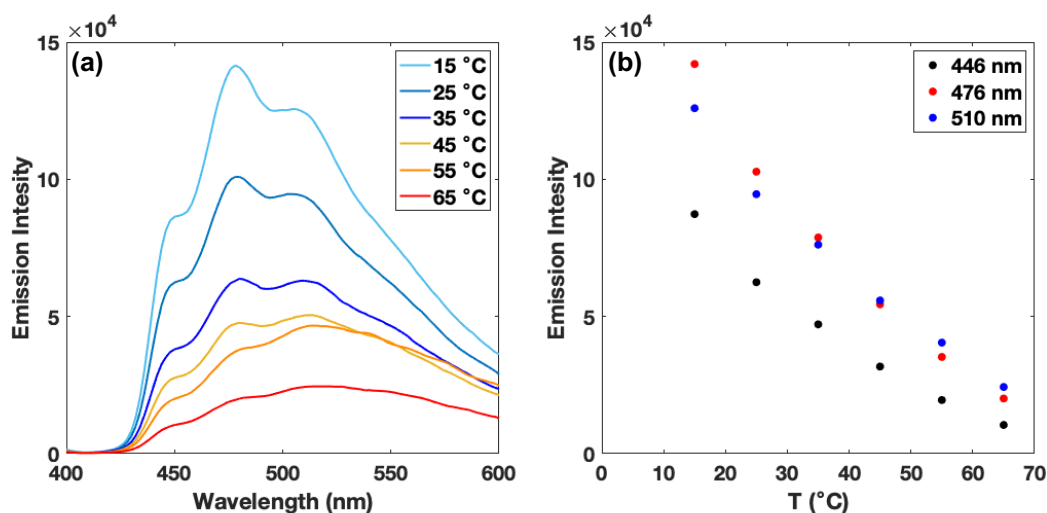 ×10⁴
15
(a)
15 °C
25 °C
35 °C
45 °C
55 °C
65 °C
10
5
0
Emission Intesity
400
450
500
550
600
Wavelength (nm)
×10⁴
15
(b)
446 nm
476 nm
510 nm
10
5
0
Emission Intesity
0
10
20
30
40
50
60
70
T (°C)